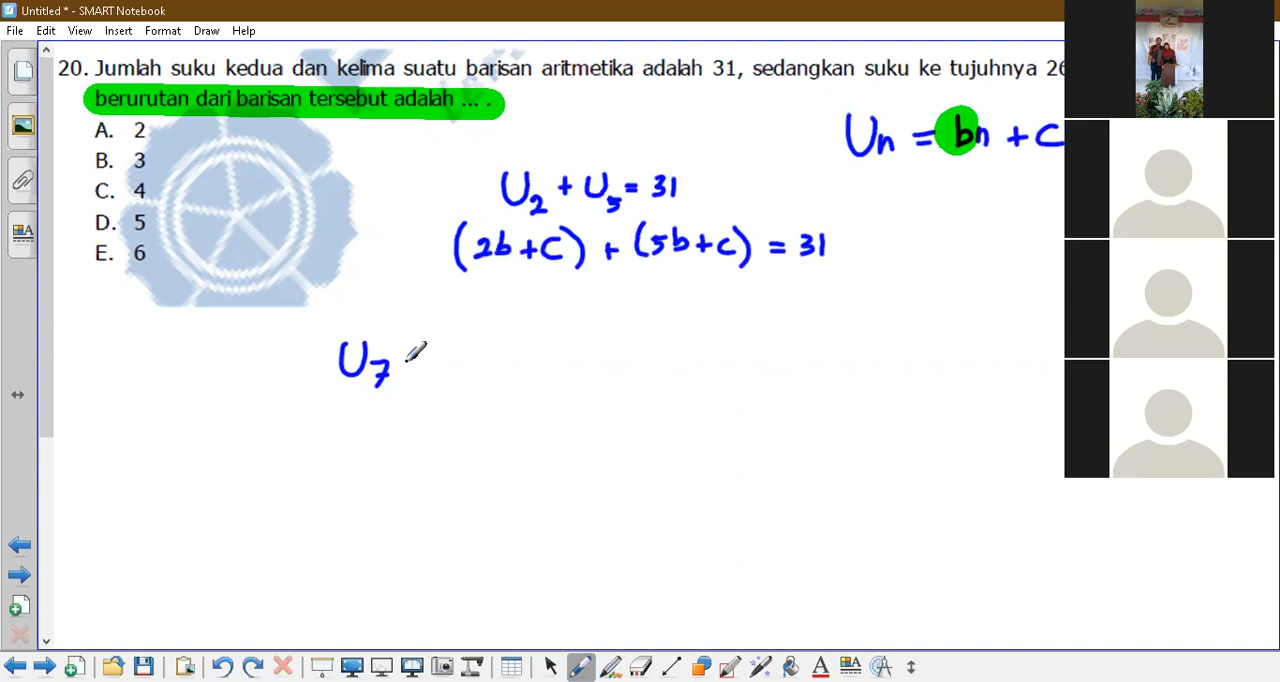 Untitled * - SMART Notebook
File Edit View Insert Format Draw Help
20. Jumlah suku kedua dan kelima suatu barisan aritmetika adalah 31, sedangkan suku ke tujuhnya 26
berurutan dari barisan tersebut adalah ... .
A. 2
B. 3
C. 4
D. 5
E. 6
Un = bn + c
U2 + U5 = 31
(2b+c) + (5b+c) = 31
U7